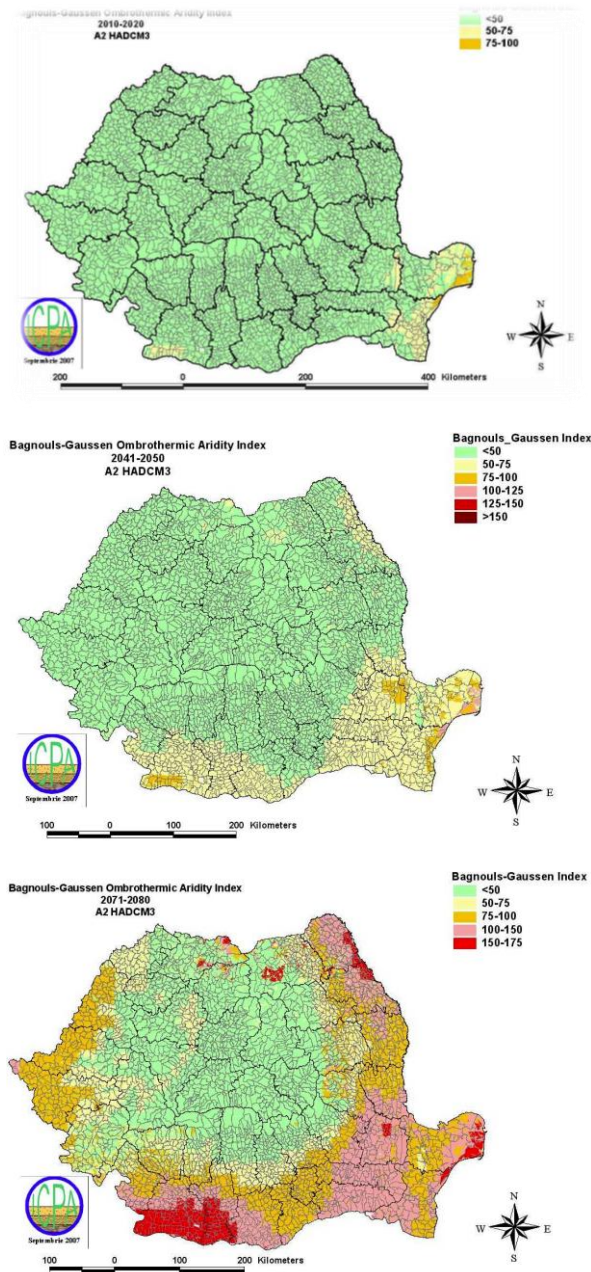 Bagnouls-Gaussen Ombrothermic Aridity Index
2010-2020
A2 HADCM3
<50
50-75
75-100
ICPA
Septembrie 2007
N
W E
S
200 0 200 400 Kilometers
Bagnouls-Gaussen Ombrothermic Aridity Index
2041-2050
A2 HADCM3
Bagnouls_Gaussen Index
<50
50-75
75-100
100-125
125-150
>150
ICPA
Septembrie 2007
N
W E
S
100 0 100 200 Kilometers
Bagnouls-Gaussen Ombrothermic Aridity Index
2071-2080
A2 HADCM3
Bagnouls-Gaussen Index
<50
50-75
75-100
100-150
150-175
ICPA
Septembrie 2007
N
W E
S
100 0 100 200 Kilometers